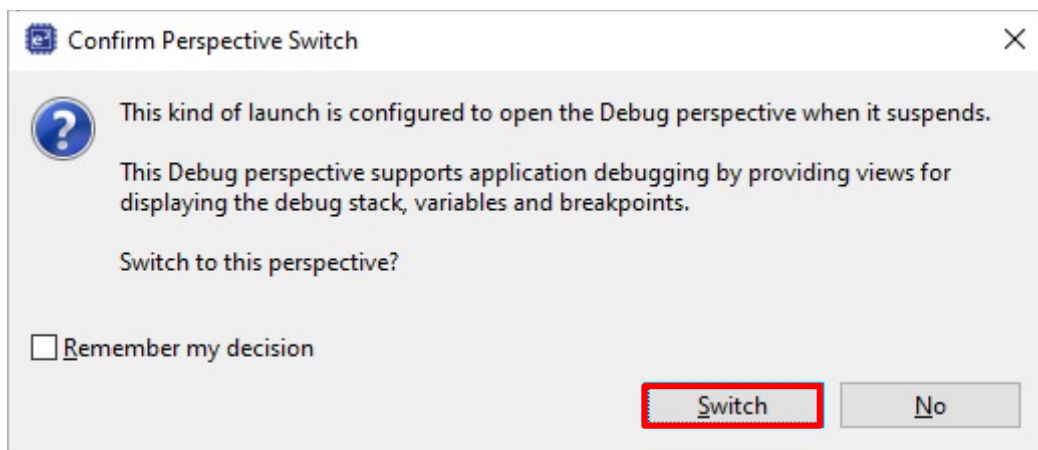 e²
Confirm Perspective Switch
This kind of launch is configured to open the Debug perspective when it suspends.
This Debug perspective supports application debugging by providing views for
displaying the debug stack, variables and breakpoints.
Switch to this perspective?
Remember my decision
Switch
No